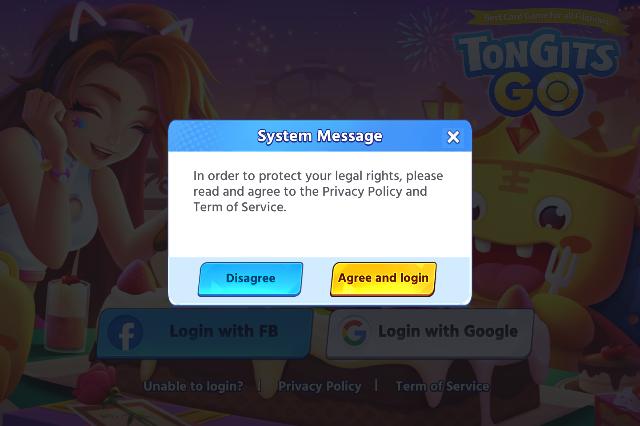 Best Card Game for all Filipinos
TONGITS
GO
System Message
In order to protect your legal rights, please
read and agree to the Privacy Policy and
Term of Service.
Disagree
Agree and login
Login with FB
Login with Google
Unable to login? | Privacy Policy | Term of Service